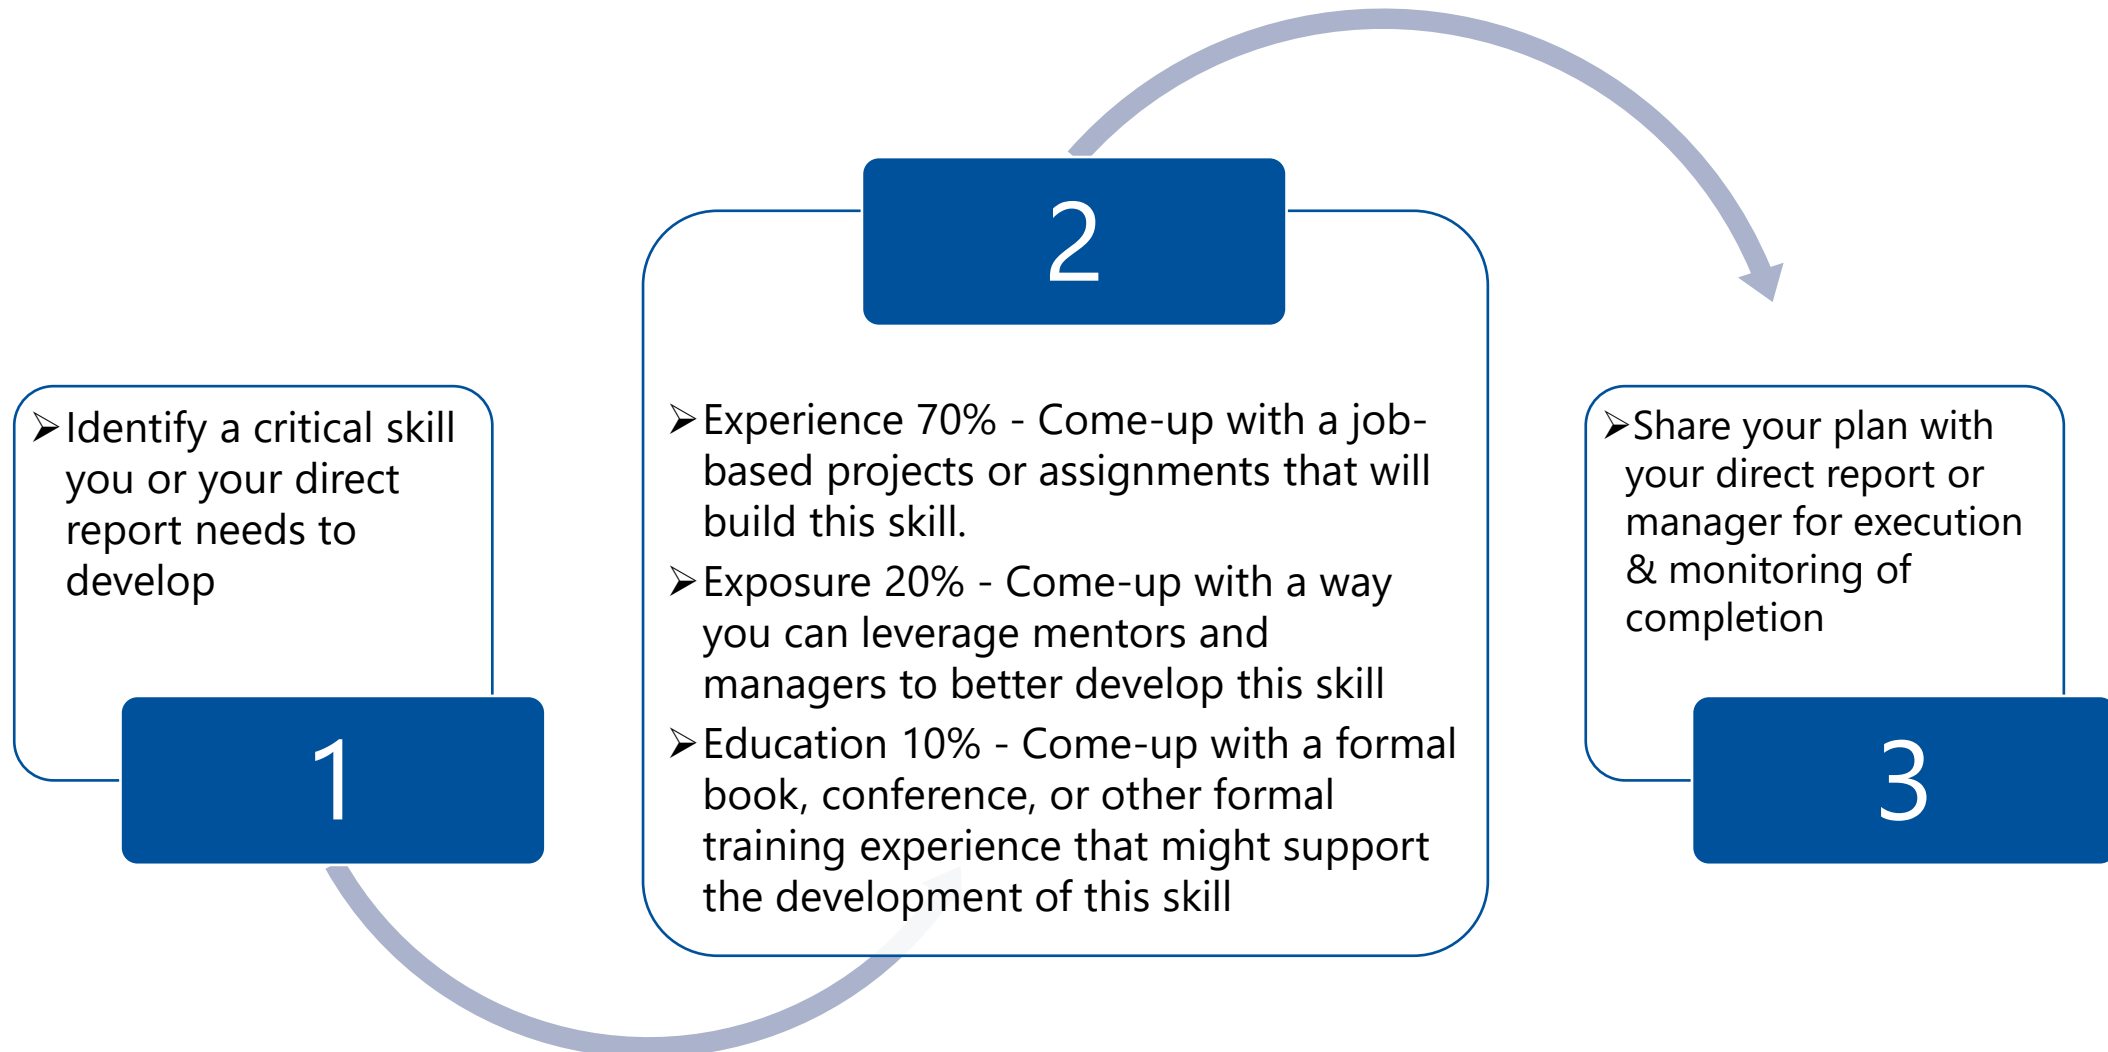 ➢Identify a critical skill
you or your direct
report needs to
develop
1
2
➢Experience 70% - Come-up with a job-
based projects or assignments that will
build this skill.
➢Exposure 20% - Come-up with a way
you can leverage mentors and
managers to better develop this skill
➢Education 10% - Come-up with a formal
book, conference, or other formal
training experience that might support
the development of this skill
➢Share your plan with
your direct report or
manager for execution
& monitoring of
completion
3